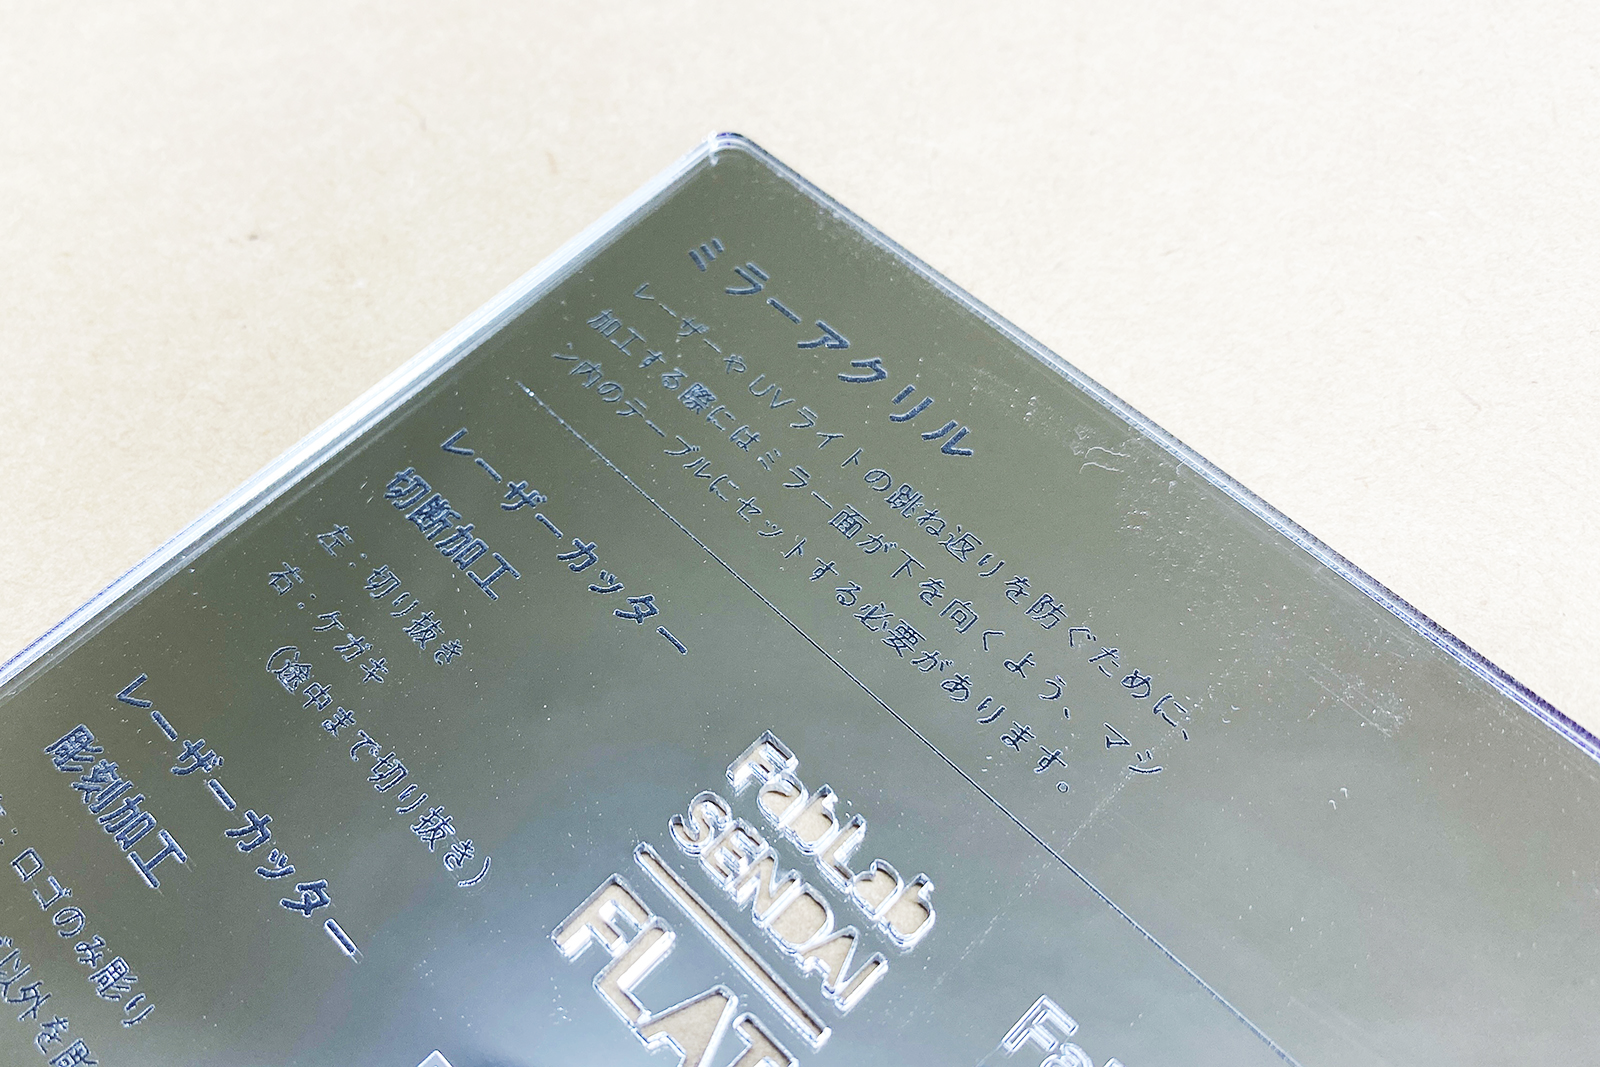 ミラーアクリル
レーザーやUVライトの跳ね返りを防ぐために、
加工する際にはミラー面が下を向くよう、マシ
ン内のテーブルにセットする必要があります。
レーザーカッター
切断加工
左：切り抜き
右：ケガキ
（途中まで切り抜き）
FabLab
SENDAI
FLAT
レーザーカッター
彫刻加工
：ロゴのみ彫り
以外を彫